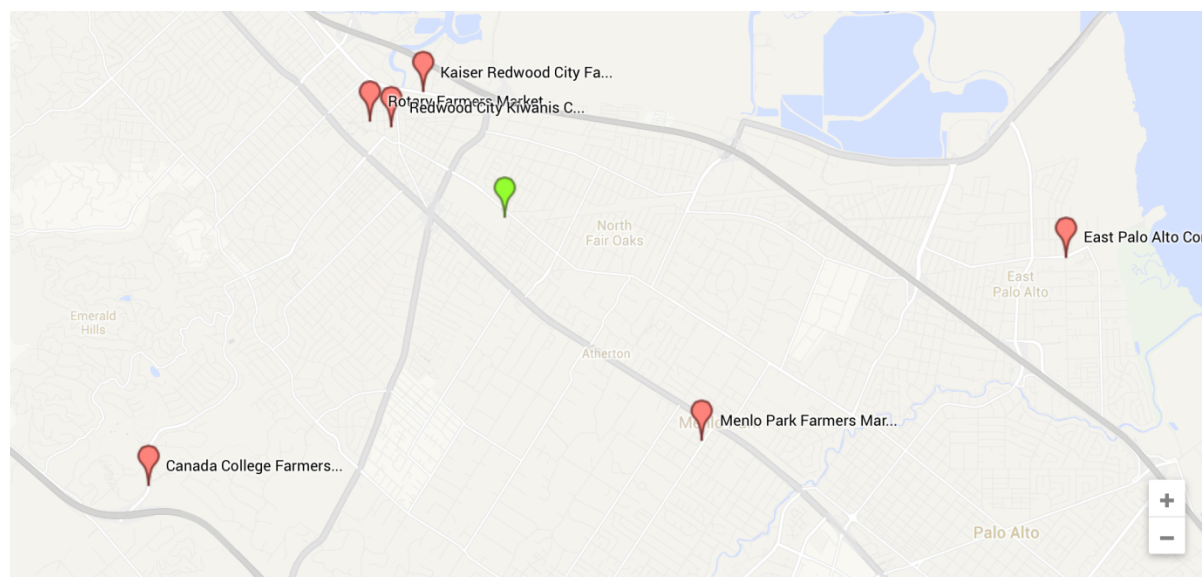 Kaiser Redwood City Fa...
Rotary Farmers Market
Redwood City Kiwanis C...
North
Fair Oaks
East Palo Alto Co
East
Palo Alto
Emerald
Hills
Atherton
Menlo Park Farmers Mar...
Canada College Farmers...
Palo Alto
+
−